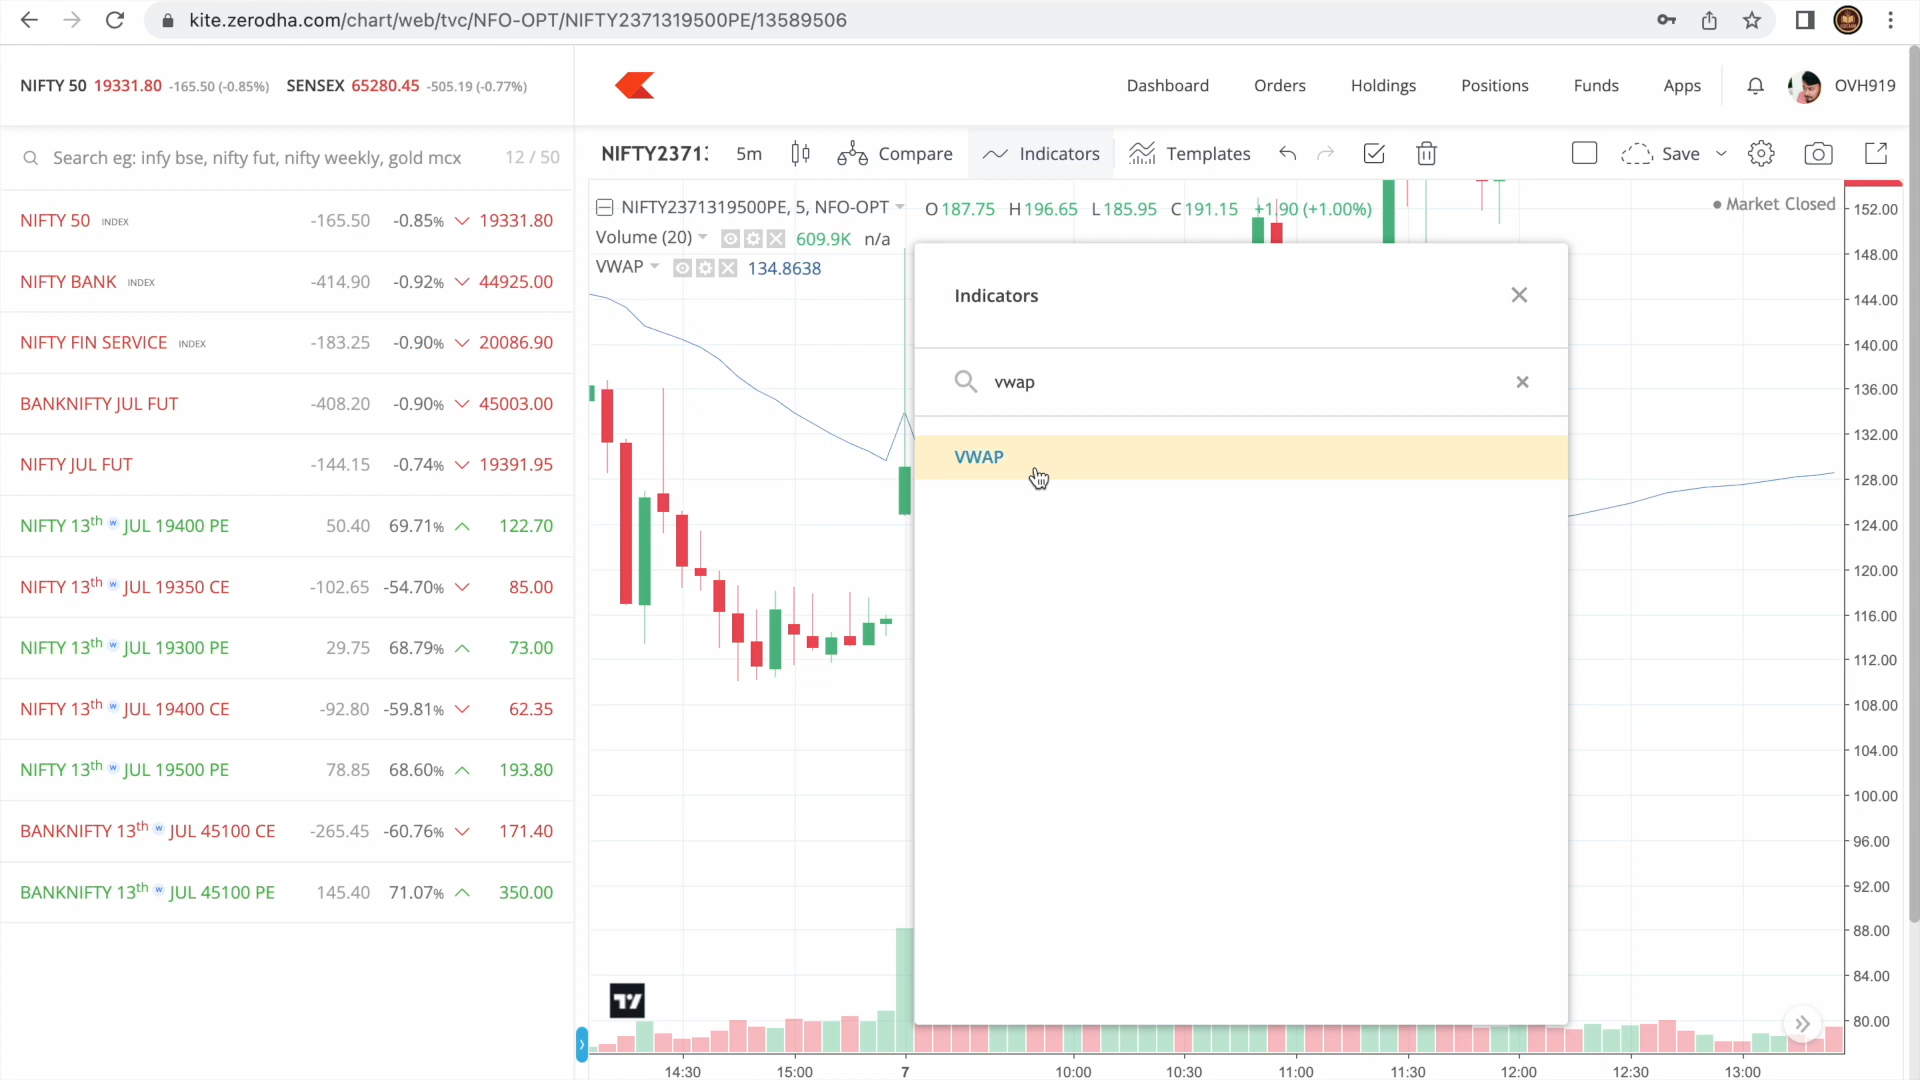 kite.zerodha.com/chart/web/tvc/NFO-OPT/NIFTY2371319500PE/13589506
NIFTY 50 19331.80 -165.50 (-0.85%) SENSEX 65280.45 -505.19 (-0.77%)
Dashboard Orders Holdings Positions Funds Apps OVH919
Search eg: infy bse, nifty fut, nifty weekly, gold mcx 12 / 50
NIFTY2371: 5m Compare Indicators Templates Save
NIFTY 50 INDEX -165.50 -0.85% 19331.80
NIFTY BANK INDEX -414.90 -0.92% 44925.00
NIFTY FIN SERVICE INDEX -183.25 -0.90% 20086.90
BANKNIFTY JUL FUT -408.20 -0.90% 45003.00
NIFTY JUL FUT -144.15 -0.74% 19391.95
NIFTY 13th w JUL 19400 PE 50.40 69.71% 122.70
NIFTY 13th w JUL 19350 CE -102.65 -54.70% 85.00
NIFTY 13th w JUL 19300 PE 29.75 68.79% 73.00
NIFTY 13th w JUL 19400 CE -92.80 -59.81% 62.35
NIFTY 13th w JUL 19500 PE 78.85 68.60% 193.80
BANKNIFTY 13th w JUL 45100 CE -265.45 -60.76% 171.40
BANKNIFTY 13th w JUL 45100 PE 145.40 71.07% 350.00
NIFTY2371319500PE, 5, NFO-OPT O187.75 H196.65 L185.95 C191.15 +1.90 (+1.00%)
Market Closed
Volume (20) 609.9K n/a
VWAP 134.8638
Indicators
vwap
VWAP
152.00
148.00
144.00
140.00
136.00
132.00
128.00
124.00
120.00
116.00
112.00
108.00
104.00
100.00
96.00
92.00
88.00
84.00
80.00
14:30 15:00 7 10:00 10:30 11:00 11:30 12:00 12:30 13:00